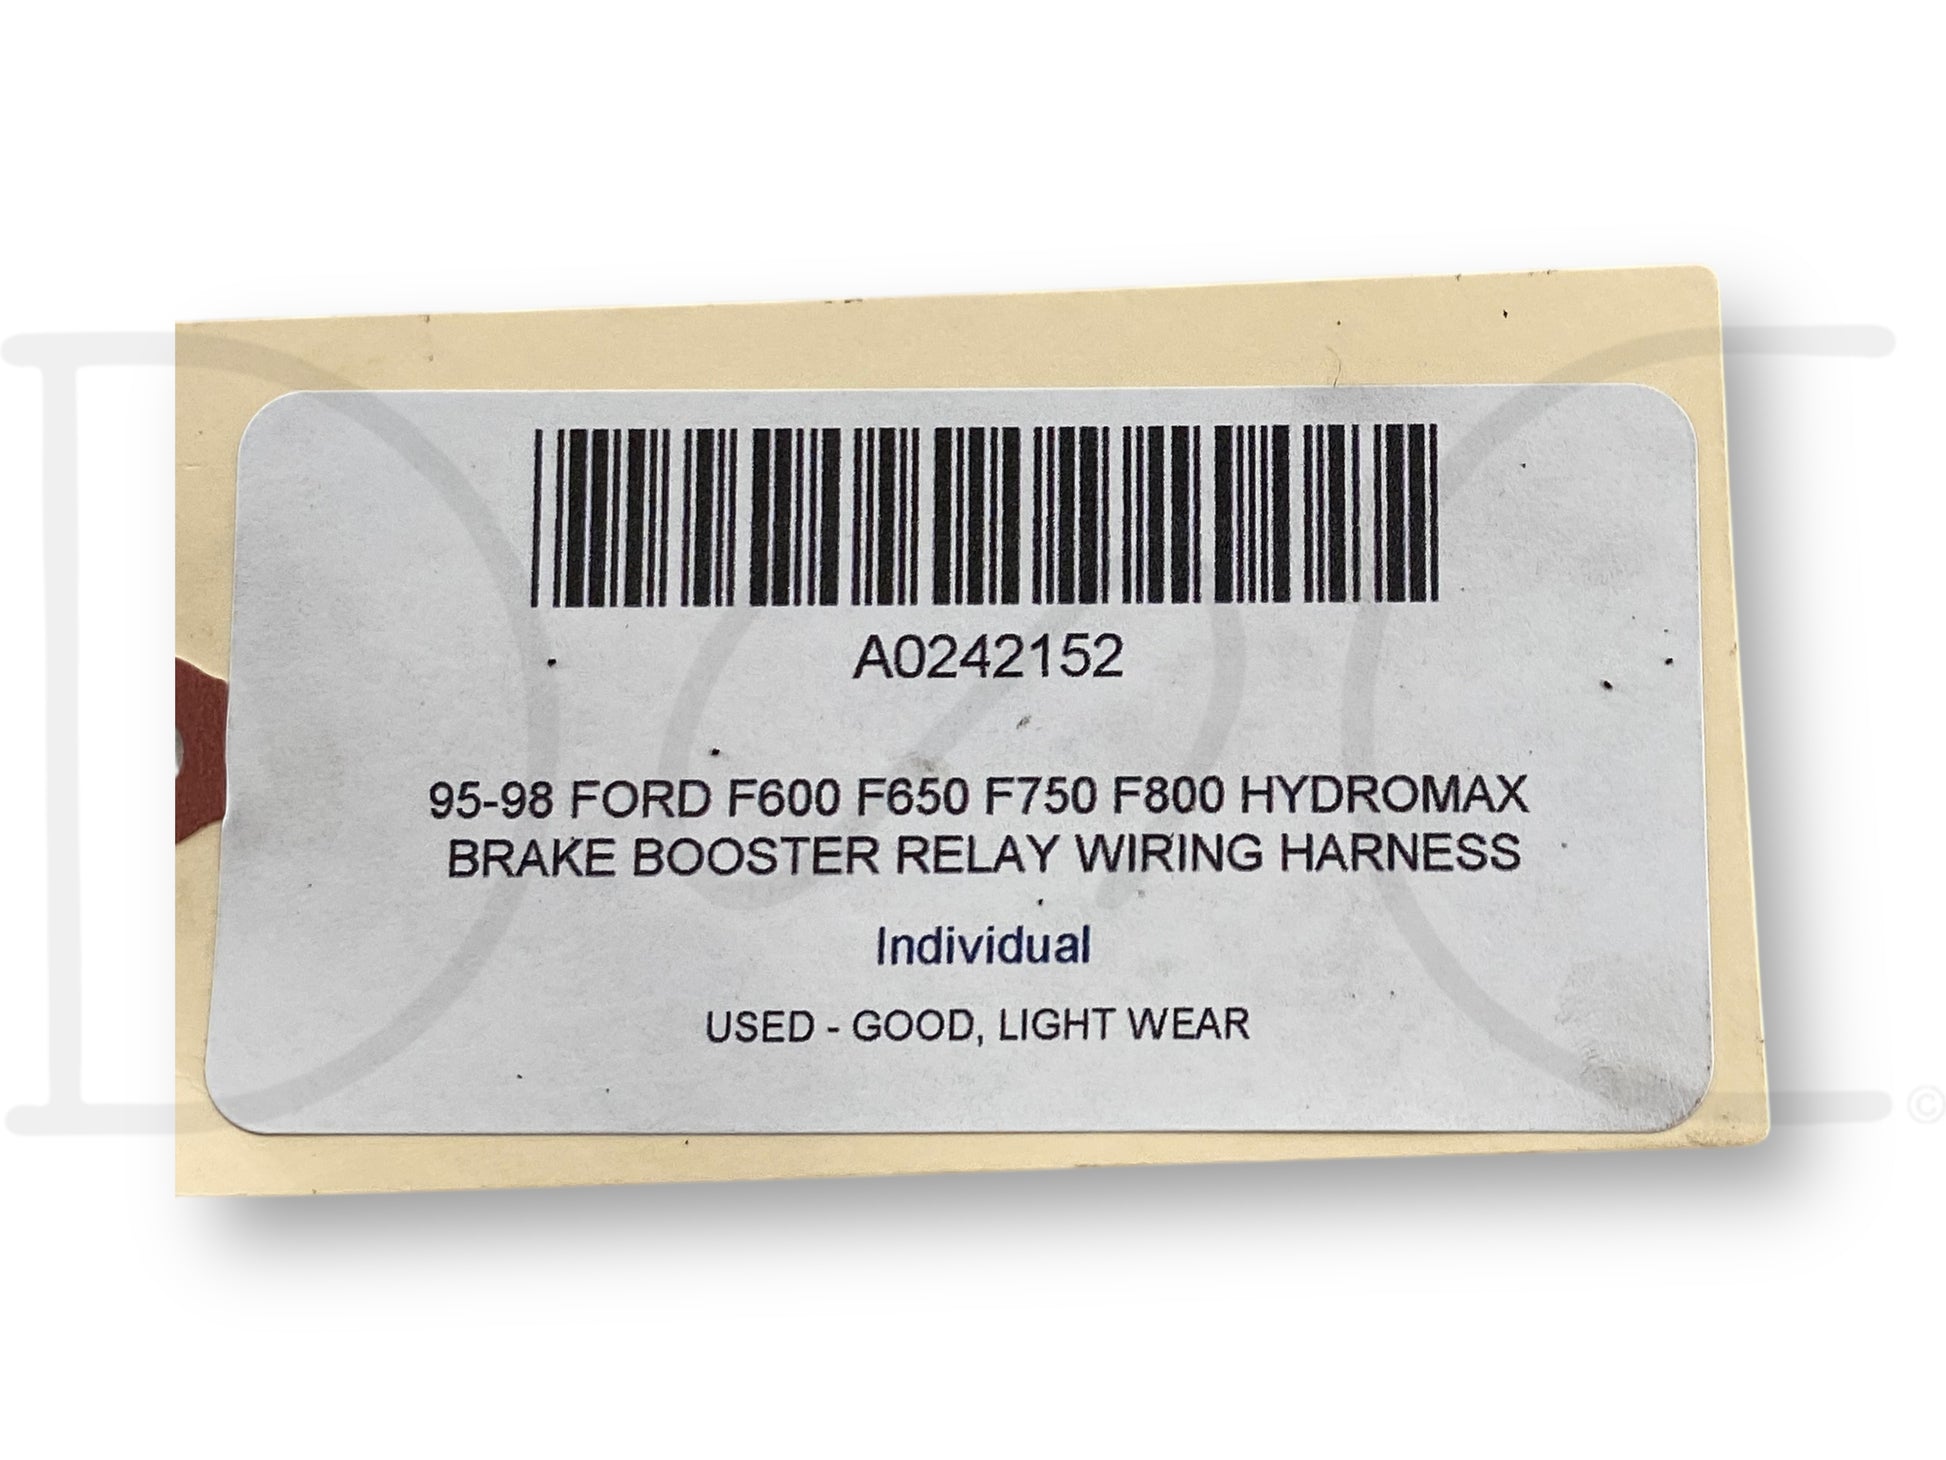 A0242152
95-98 FORD F600 F650 F750 F800 HYDROMAX
BRAKE BOOSTER RELAY WIRING HARNESS
Individual
USED - GOOD, LIGHT WEAR
©